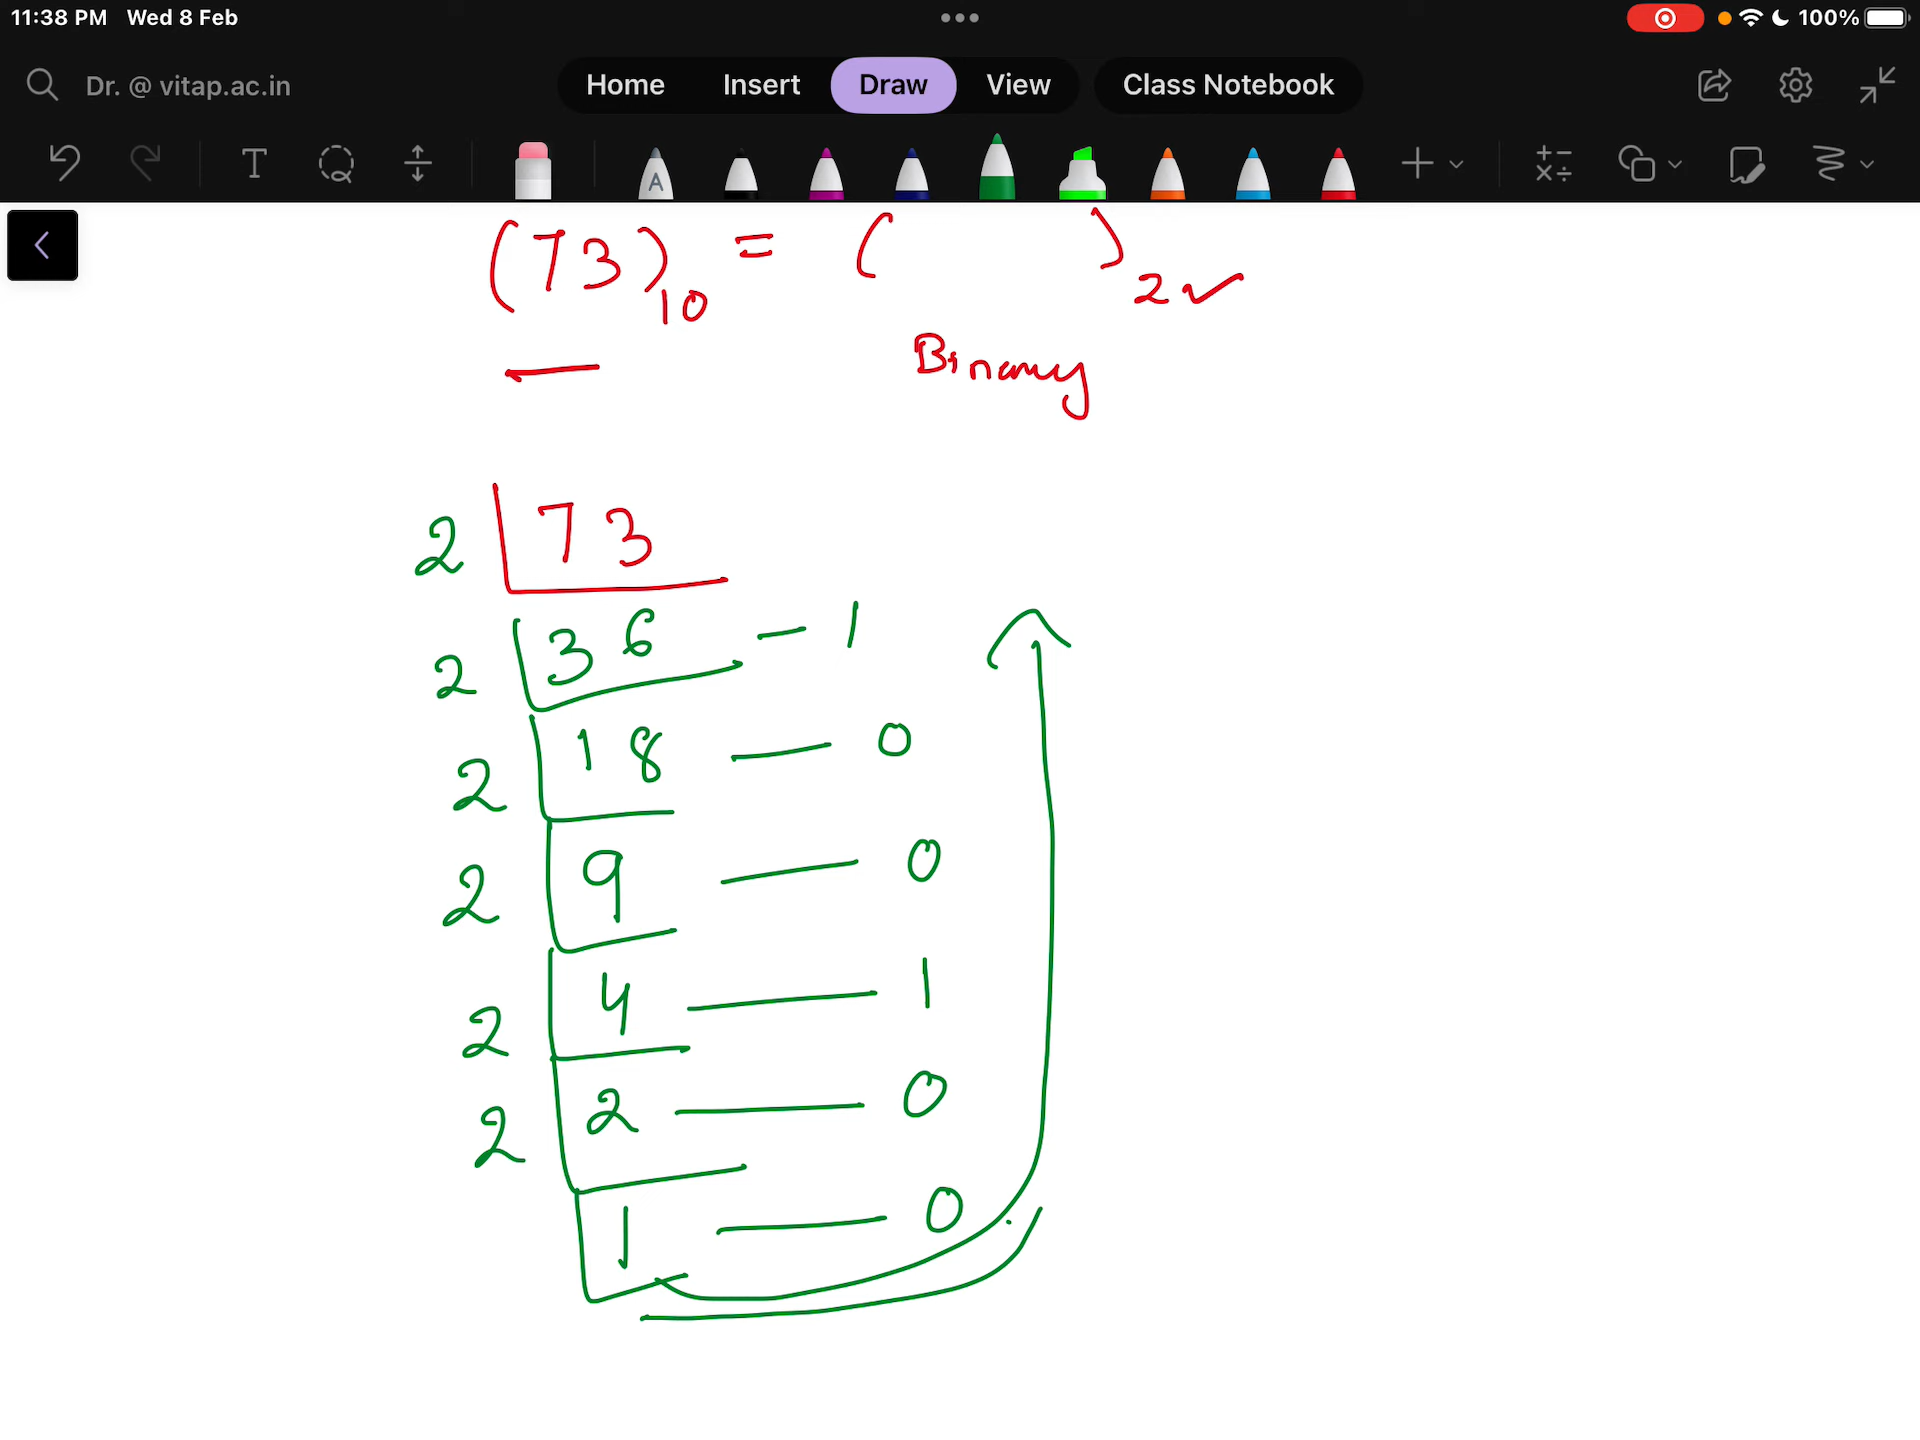 11:38 PM Wed 8 Feb 100%
Dr. @ vitap.ac.in Home Insert Draw View Class Notebook
T A
(73)10 = ( )2 ✓
Binary
2 73
2 36 — 1
2 18 — 0
2 9 — 0
2 4 — 1
2 2 — 0
1 — 0